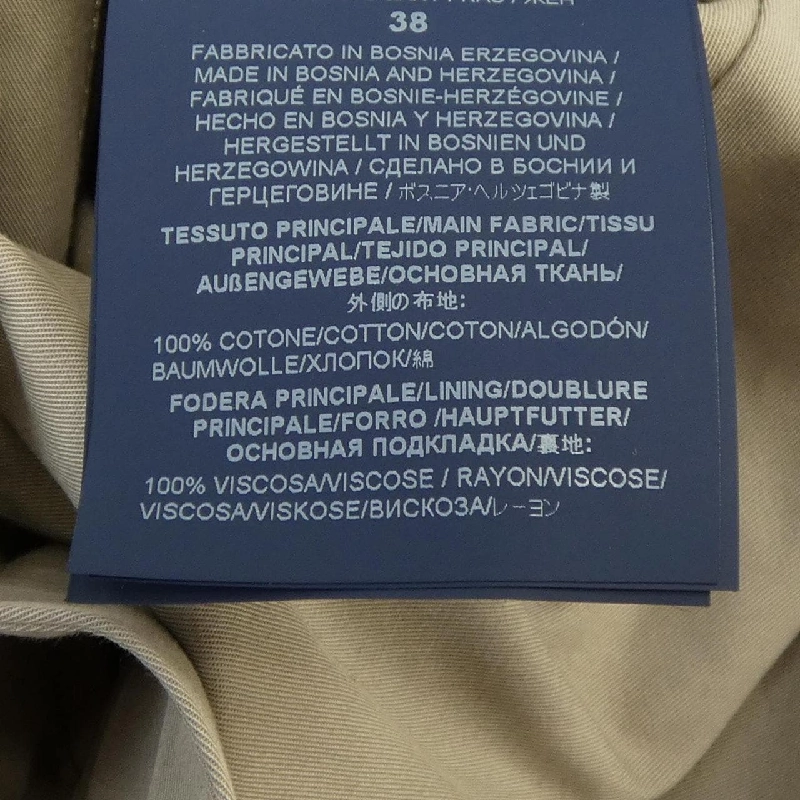 38
FABBRICATO IN BOSNIA ERZEGOVINA /
MADE IN BOSNIA AND HERZEGOVINA /
FABRIQUÉ EN BOSNIE-HERZÉGOVINE /
HECHO EN BOSNIA Y HERZEGOVINA /
HERGESTELLT IN BOSNIEN UND
HERZEGOWINA / СДЕЛАНО В БОСНИИ И
ГЕРЦЕГОВИНЕ / ボスニア・ヘルツェゴビナ製
TESSUTO PRINCIPALE/MAIN FABRIC/TISSU
PRINCIPAL/TEJIDO PRINCIPAL/
AUßENGEWEBE/ОСНОВНАЯ ТКАНЬ/
外側の布地:
100% COTONE/COTTON/COTON/ALGODÓN/
BAUMWOLLE/ХЛОПОК/綿
FODERA PRINCIPALE/LINING/DOUBLURE
PRINCIPALE/FORRO /HAUPTFUTTER/
ОСНОВНАЯ ПОДКЛАДКА/裏地:
100% VISCOSA/VISCOSE / RAYON/VISCOSE/
VISCOSA/VISKOSE/ВИСКОЗА/レーヨン